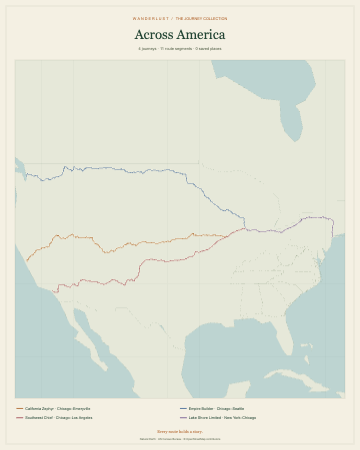 WANDERLUST / THE JOURNEY COLLECTION
Across America
4 journeys · 11 route segments · 0 saved places
California Zephyr · Chicago–Emeryville
Empire Builder · Chicago–Seattle
Southwest Chief · Chicago–Los Angeles
Lake Shore Limited · New York–Chicago
Every route holds a story.